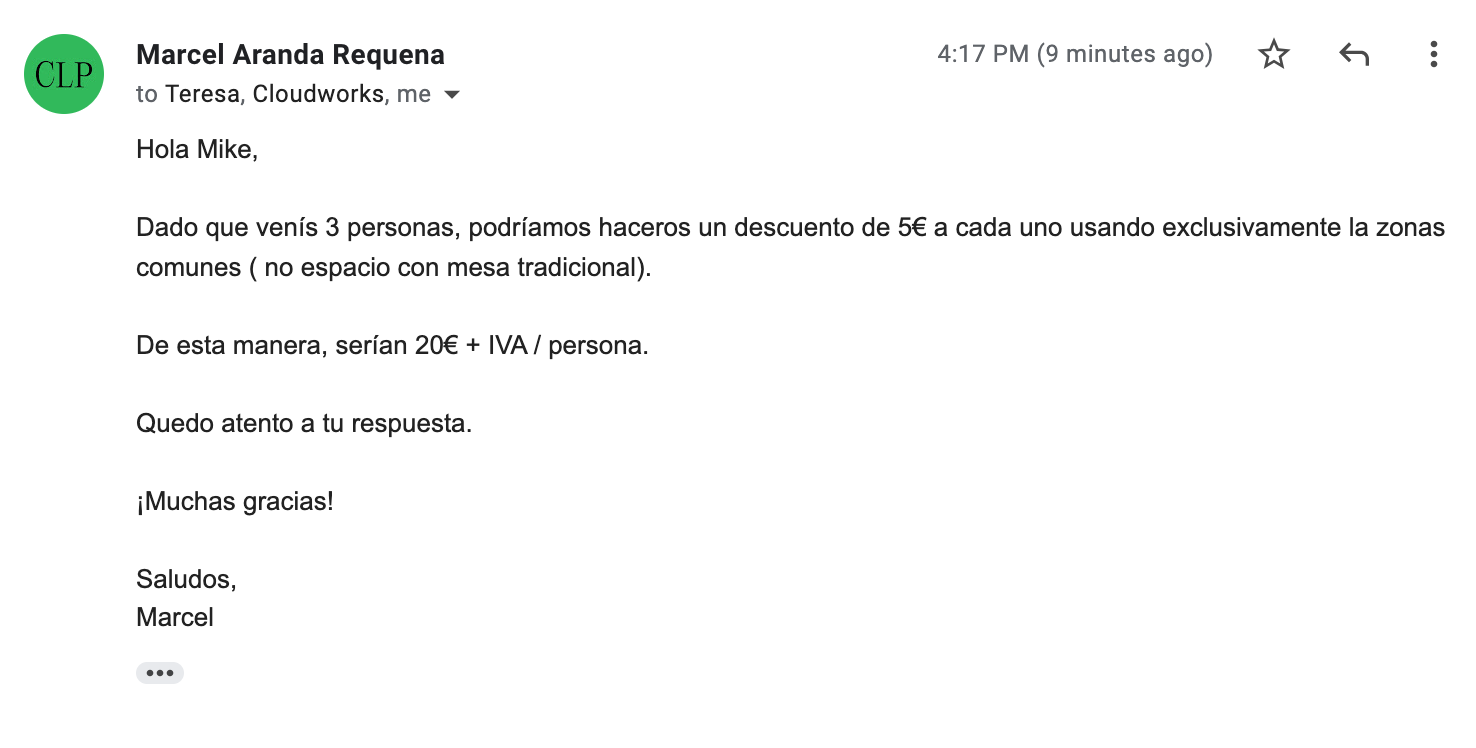 CLP
Marcel Aranda Requena
4:17 PM (9 minutes ago)
to Teresa, Cloudworks, me
Hola Mike,
Dado que venís 3 personas, podríamos haceros un descuento de 5€ a cada uno usando exclusivamente la zonas
comunes ( no espacio con mesa tradicional).
De esta manera, serían 20€ + IVA / persona.
Quedo atento a tu respuesta.
¡Muchas gracias!
Saludos,
Marcel